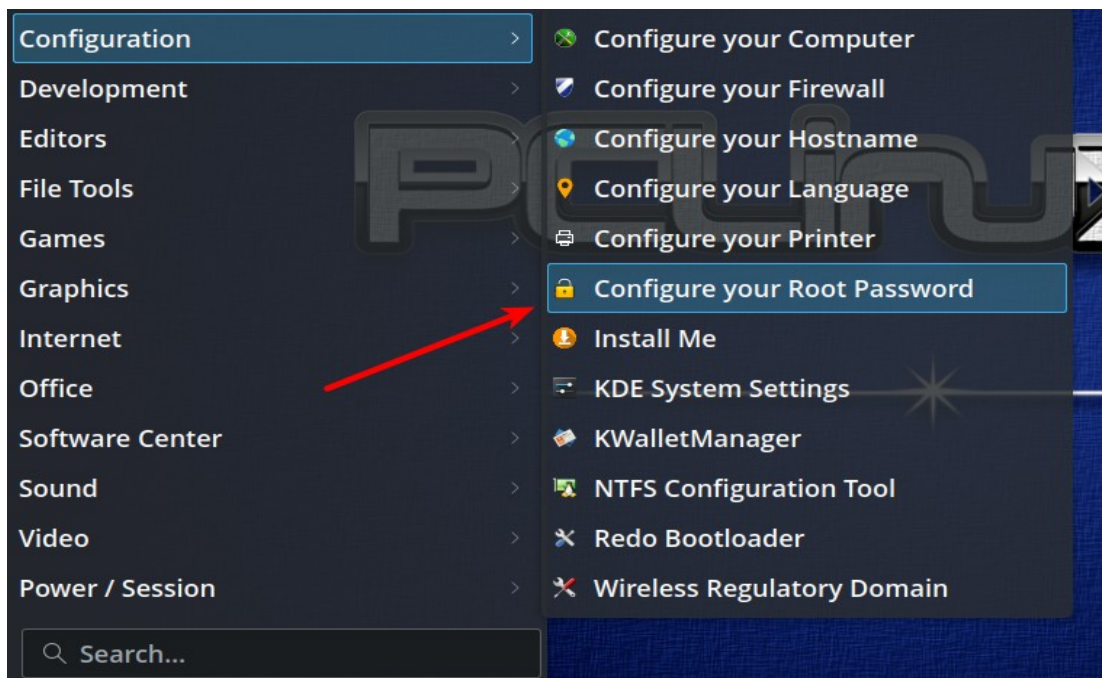 Configuration
Development
Editors
File Tools
Games
Graphics
Internet
Office
Software Center
Sound
Video
Power / Session
Search...
Configure your Computer
Configure your Firewall
Configure your Hostname
Configure your Language
Configure your Printer
Configure your Root Password
Install Me
KDE System Settings
KWalletManager
NTFS Configuration Tool
Redo Bootloader
Wireless Regulatory Domain
PCLinu